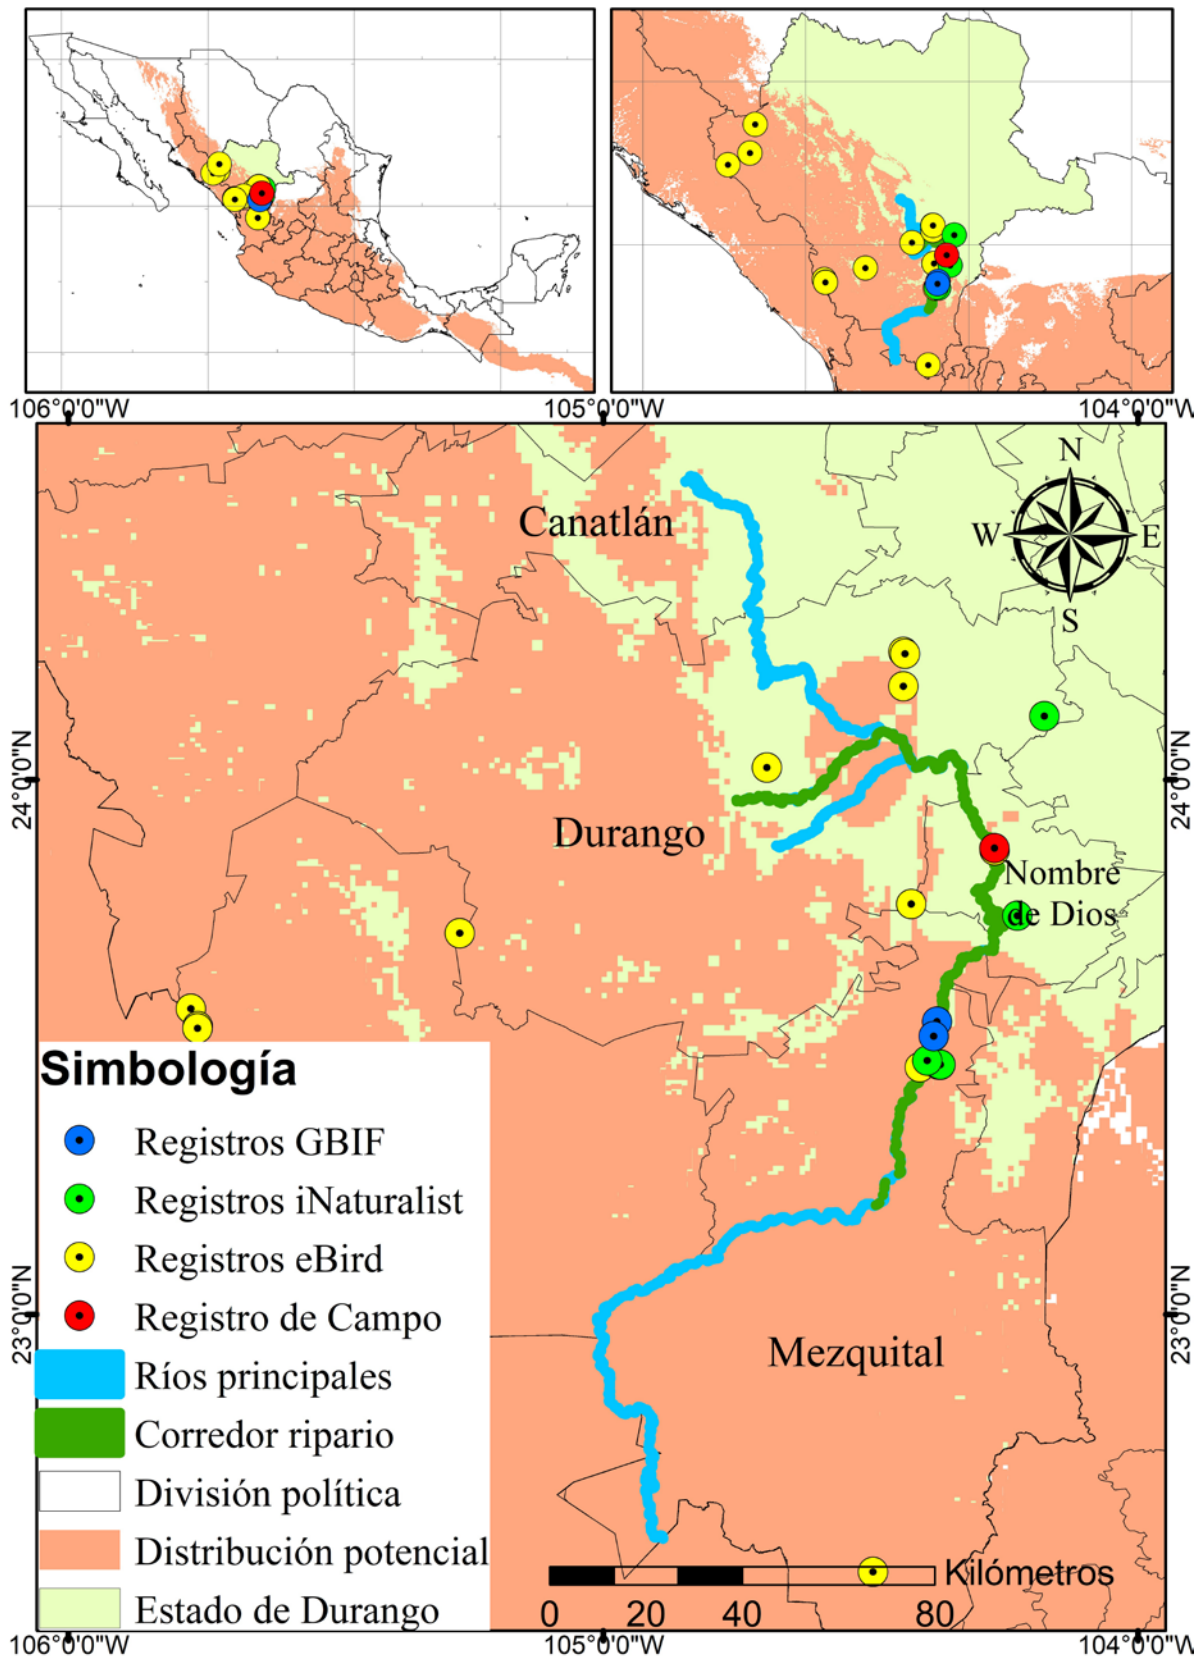 106°0'0"W
105°0'0"W
104°0'0"W
N
W
E
S
Canatlán
24°0'0"N
24°0'0"N
Durango
Nombre
de Dios
Simbología
Registros GBIF
Registros iNaturalist
Registros eBird
Registro de Campo
Ríos principales
Corredor ripario
División política
Distribución potencial
Estado de Durango
23°0'0"N
23°0'0"N
Mezquital
Kilómetros
0 20 40 80
106°0'0"W
105°0'0"W
104°0'0"W